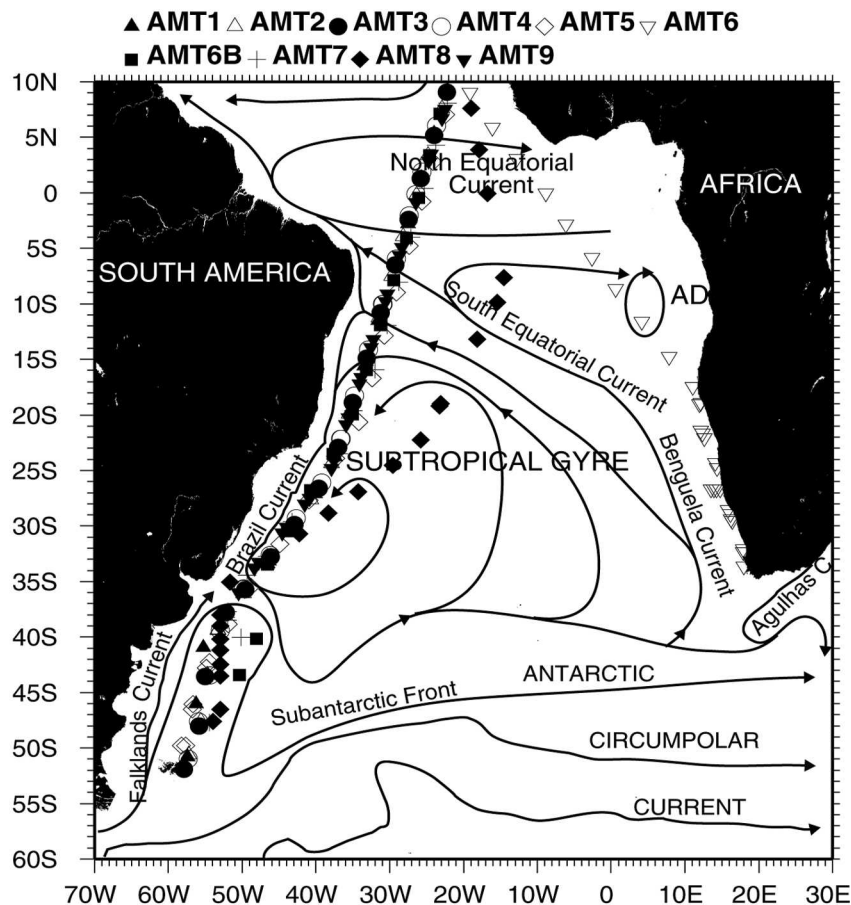 AMT1 AMT2 AMT3 AMT4 AMT5 AMT6
AMT6B AMT7 AMT8 AMT9
10N
5N
0
5S
10S
15S
20S
25S
30S
35S
40S
45S
50S
55S
60S
North Equatorial
Current
AFRICA
SOUTH AMERICA
AD
South Equatorial Current
SUBTROPICAL GYRE
Brazil Current
Benguela Current
Agulhas C
Falklands Current
Subantarctic Front
ANTARCTIC
CIRCUMPOLAR
CURRENT
70W 60W 50W 40W 30W 20W 10W 0 10E 20E 30E